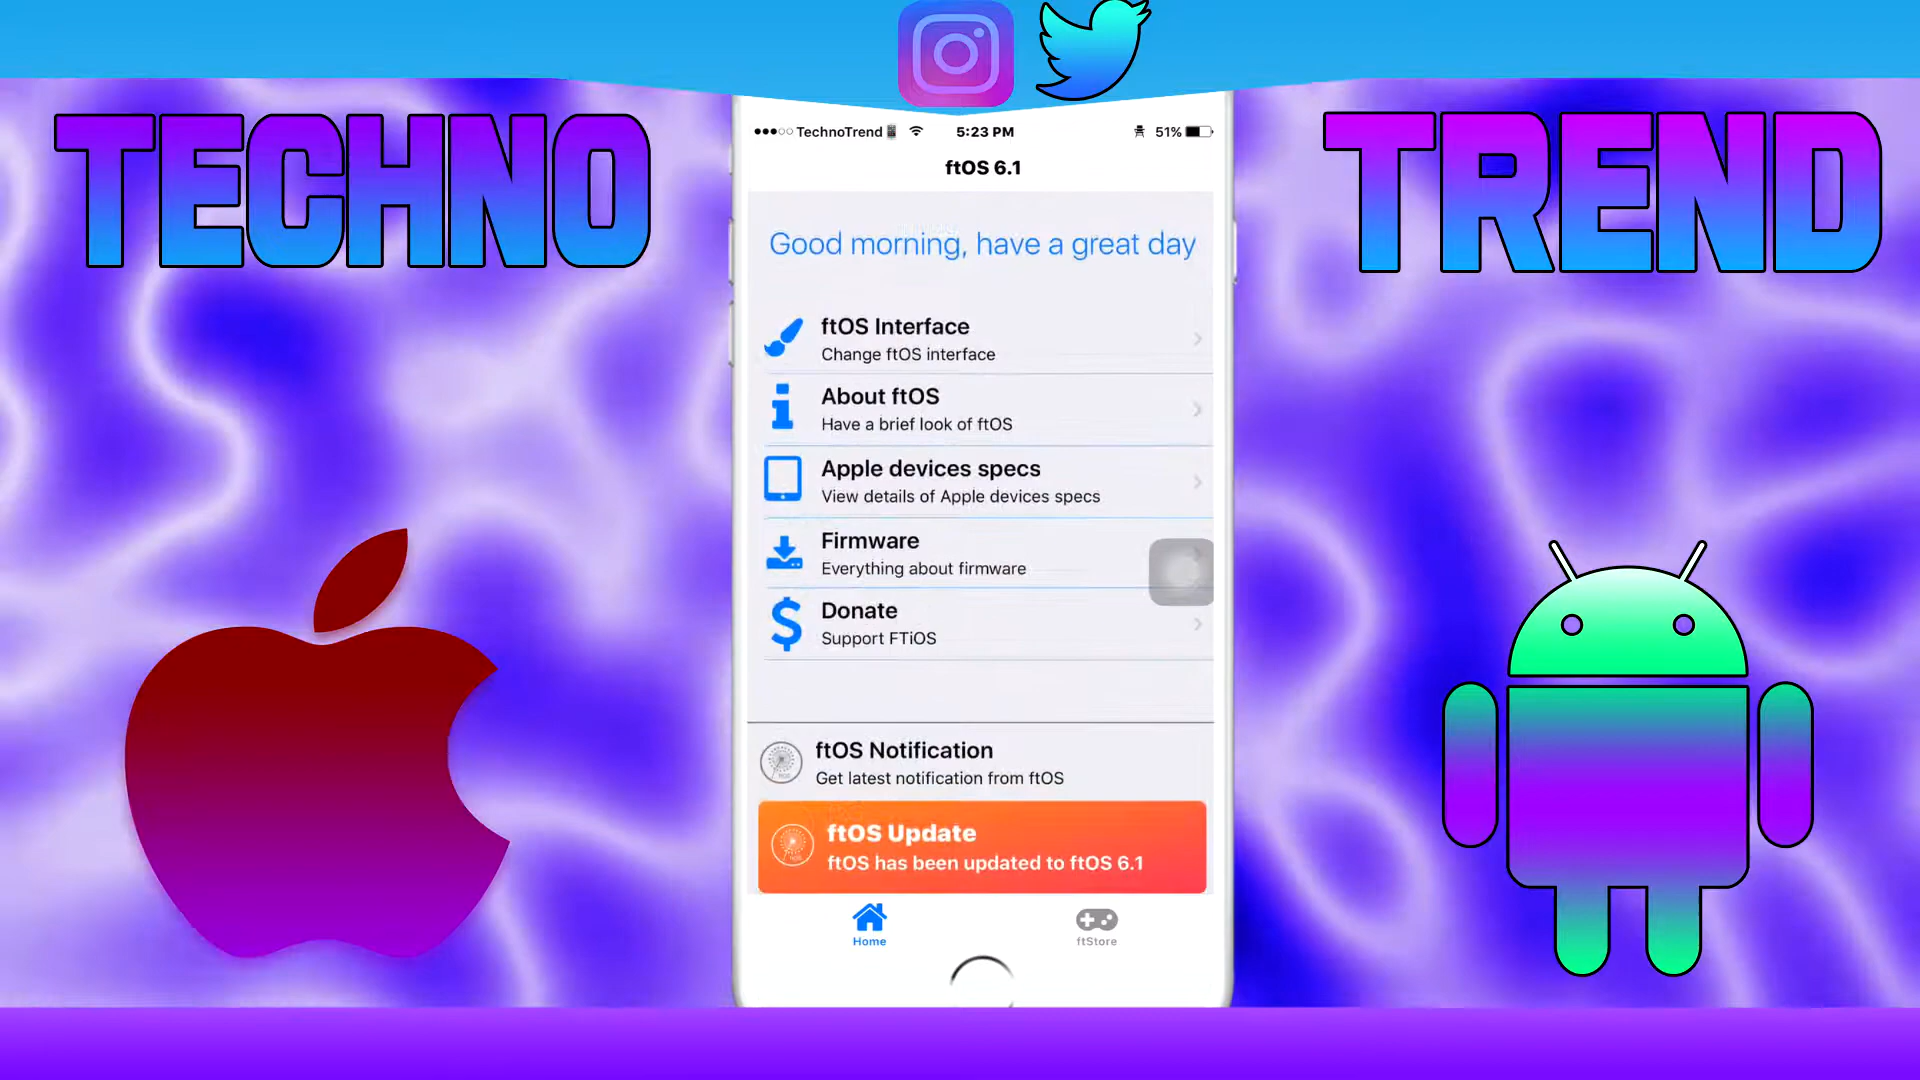 TECHNO
TREND
TechnoTrend
5:23 PM
51%
ftOS 6.1
Good morning, have a great day
ftOS Interface
Change ftOS interface
About ftOS
Have a brief look of ftOS
Apple devices specs
View details of Apple devices specs
Firmware
Everything about firmware
Donate
Support FTiOS
ftOS Notification
Get latest notification from ftOS
ftOS Update
ftOS has been updated to ftOS 6.1
Home
ftStore